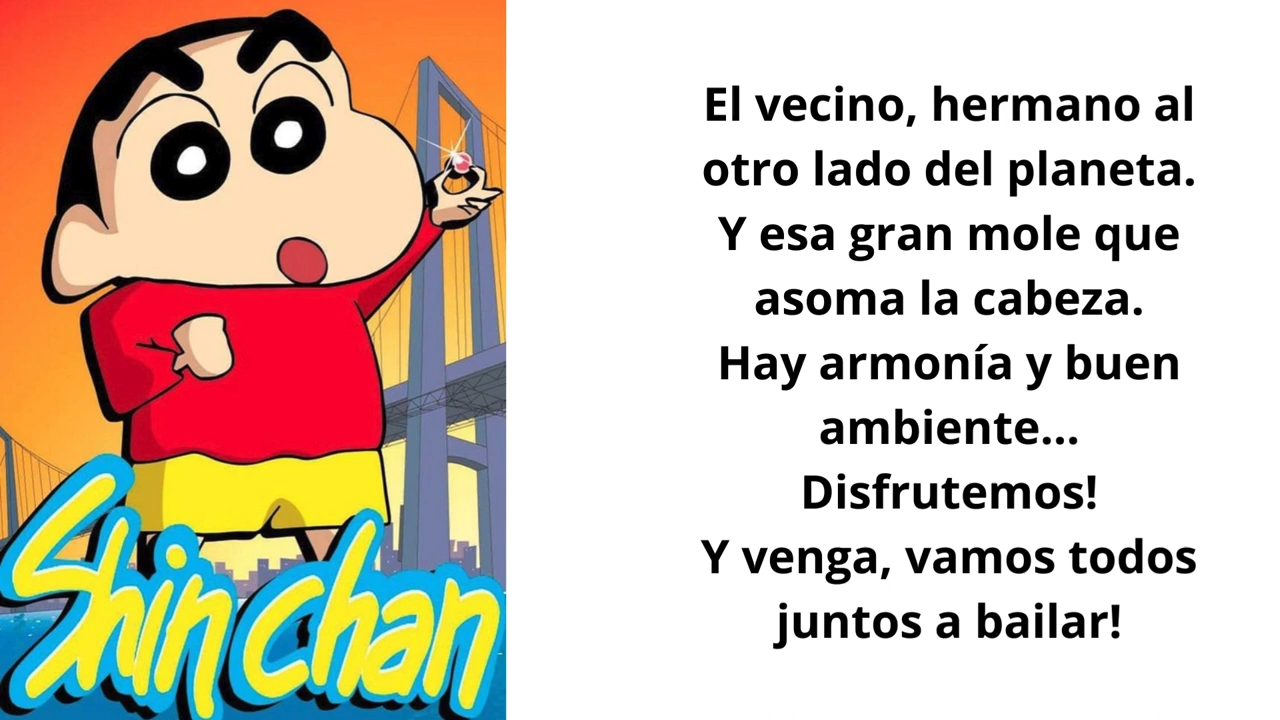 Shin chan
El vecino, hermano al
otro lado del planeta.
Y esa gran mole que
asoma la cabeza.
Hay armonía y buen
ambiente...
Disfrutemos!
Y venga, vamos todos
juntos a bailar!